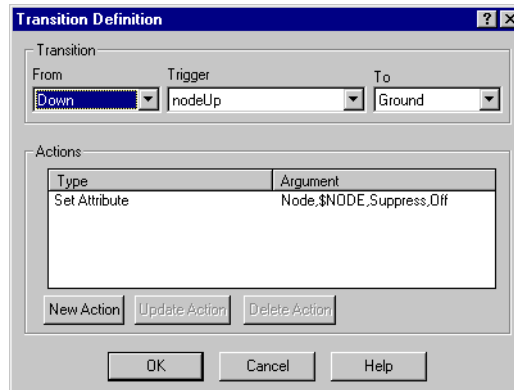 Transition Definition
Transition
From Trigger To
Down nodeUp Ground
Actions
Type Argument
Set Attribute Node,$NODE,Suppress,Off
New Action Update Action Delete Action
OK Cancel Help